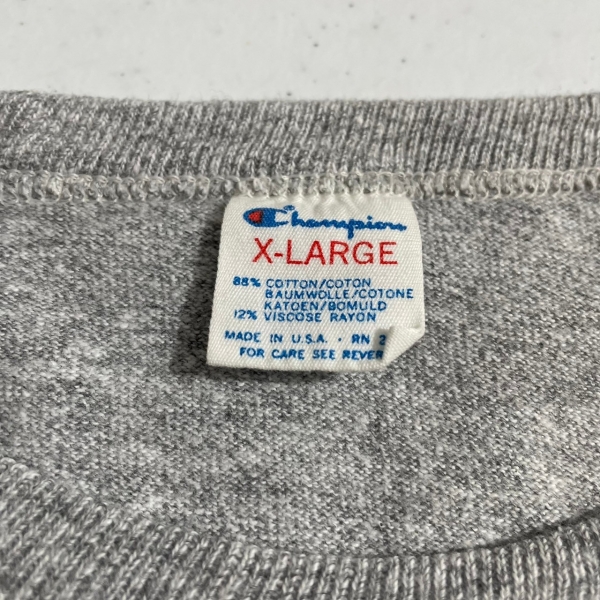 Champion
X-LARGE
88% COTTON/COTON
BAUMWOLLE/COTONE
KATOEN/BOMULD
12% VISCOSE RAYON
MADE IN U.S.A. · RN 2
FOR CARE SEE REVER